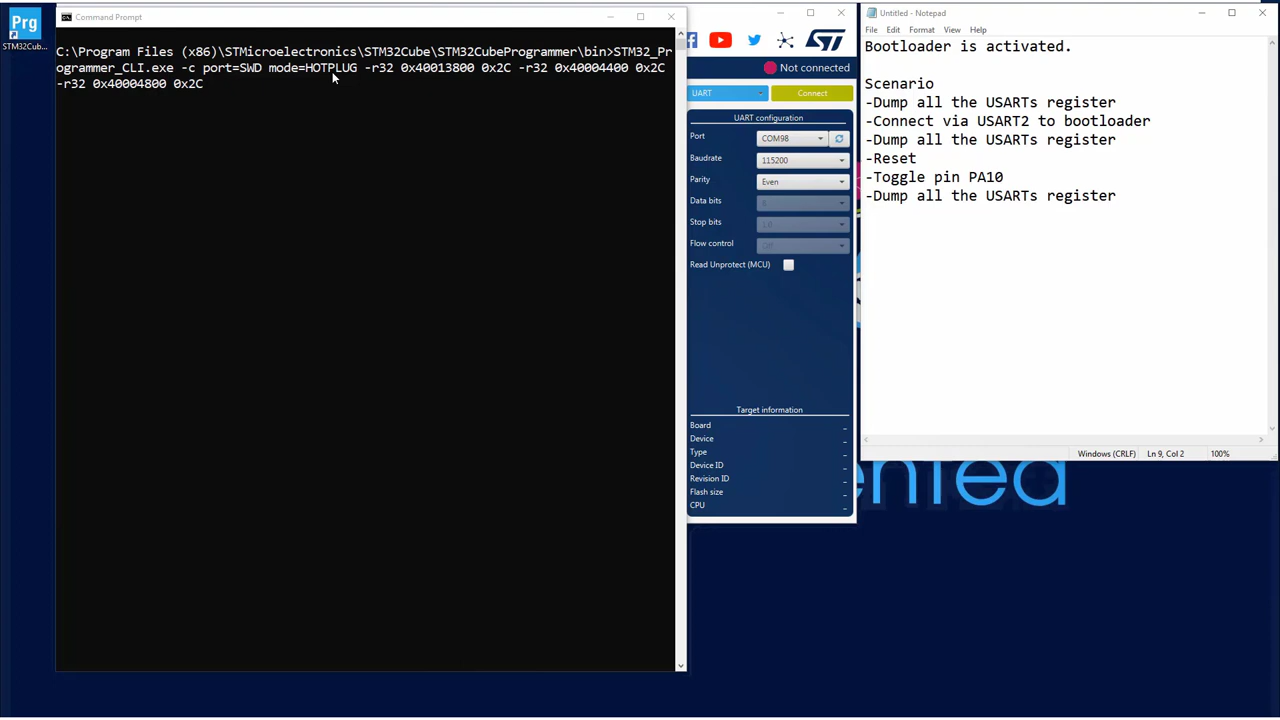 Prg
STM32Cub...
Command Prompt
C:\Program Files (x86)\STMicroelectronics\STM32Cube\STM32CubeProgrammer\bin>STM32_Pr
ogrammer_CLI.exe -c port=SWD mode=HOTPLUG -r32 0x40013800 0x2C -r32 0x40004400 0x2C
-r32 0x40004800 0x2C
Not connected
UART
Connect
UART configuration
Port
COM98
Baudrate
115200
Parity
Even
Data bits
8
Stop bits
1.0
Flow control
Off
Read Unprotect (MCU)
Target information
Board _
Device _
Type _
Device ID _
Revision ID _
Flash size _
CPU _
Untitled - Notepad
File Edit Format View Help
Bootloader is activated.
Scenario
-Dump all the USARTs register
-Connect via USART2 to bootloader
-Dump all the USARTs register
-Reset
-Toggle pin PA10
-Dump all the USARTs register
Windows (CRLF) Ln 9, Col 2 100%